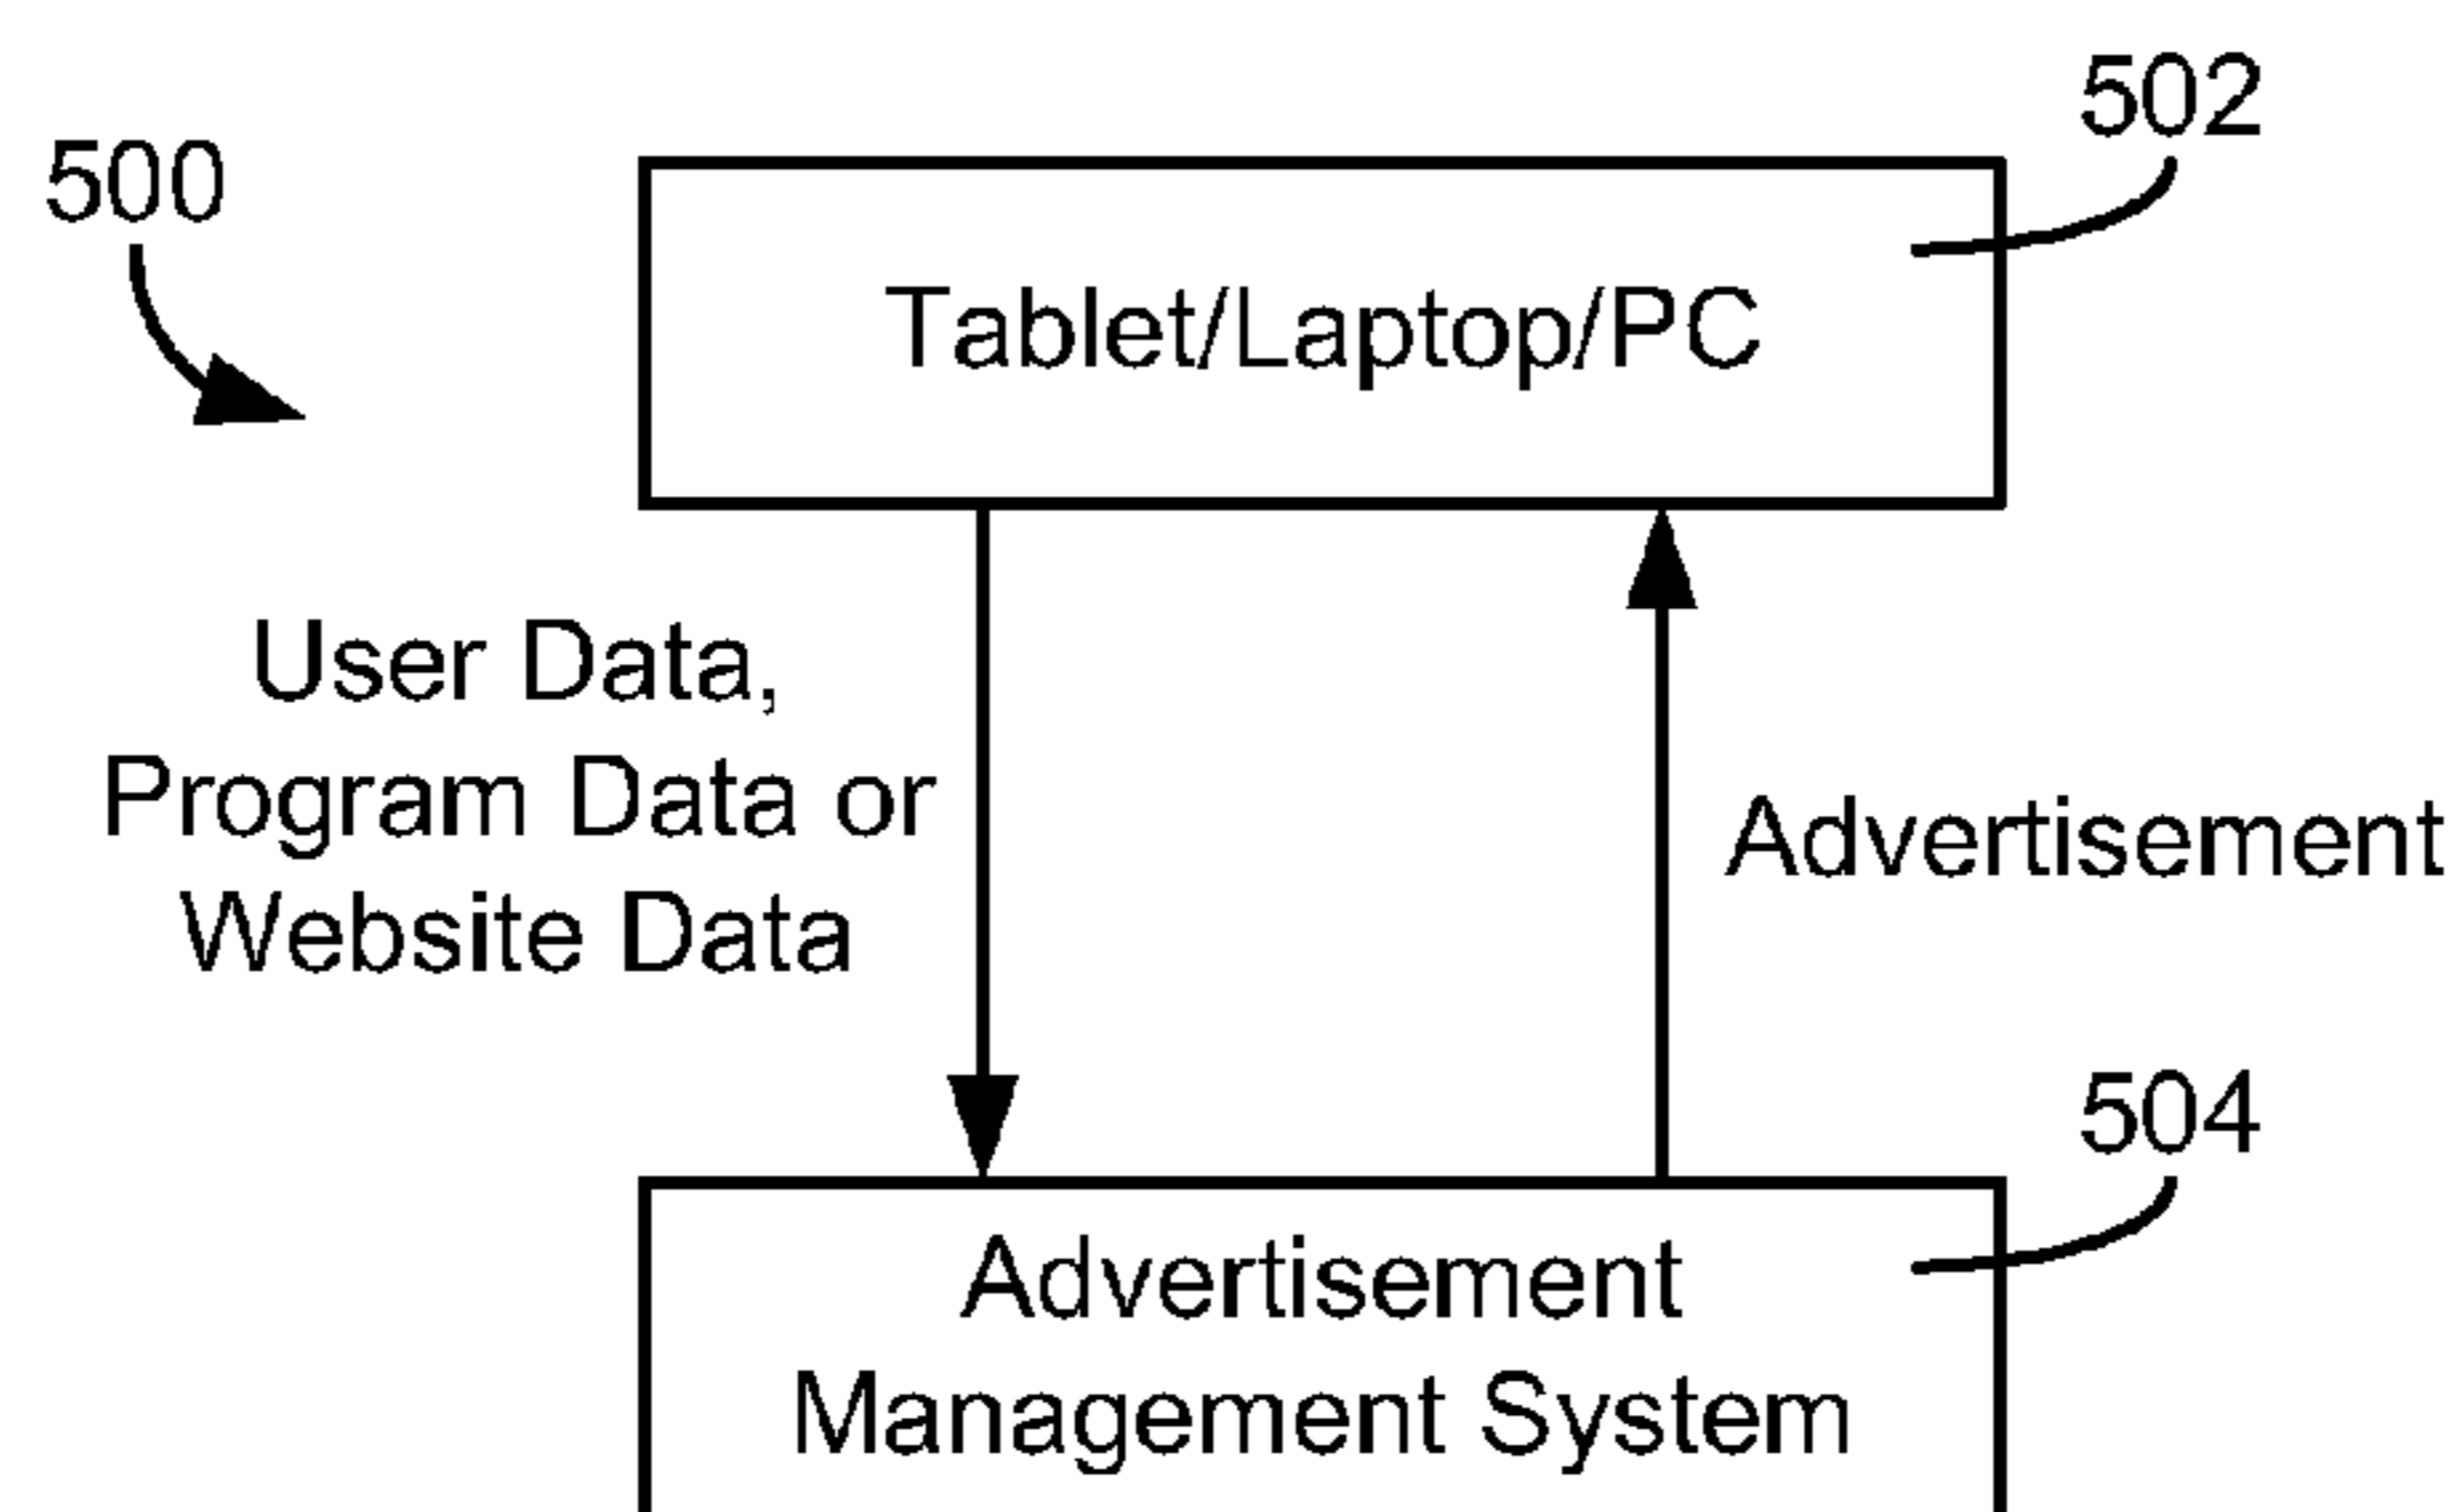 502
500
Tablet/Laptop/PC
User Data,
Program Data or
Website Data
Advertisement
504
Advertisement
Management System